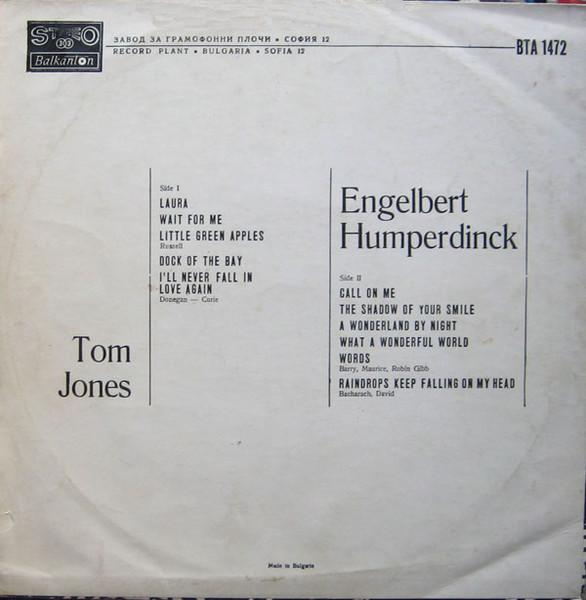 STEREO
33
Balkanton
ЗАВОД ЗА ГРАМОФОННИ ПЛОЧИ • СОФИЯ 12
RECORD PLANT • BULGARIA • SOFIA 12
BTA 1472
Side I
LAURA
WAIT FOR ME
LITTLE GREEN APPLES
Russell
DOCK OF THE BAY
I'LL NEVER FALL IN
LOVE AGAIN
Donegan — Curie
Tom
Jones
Engelbert
Humperdinck
Side II
CALL ON ME
THE SHADOW OF YOUR SMILE
A WONDERLAND BY NIGHT
WHAT A WONDERFUL WORLD
WORDS
Barry, Maurice, Robin Gibb
RAINDROPS KEEP FALLING ON MY HEAD
Bacharach, David
Made in Bulgaria